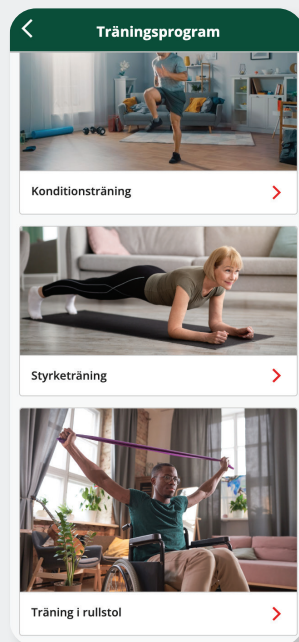 Träningsprogram
Konditionsträning
Styrketräning
Träning i rullstol